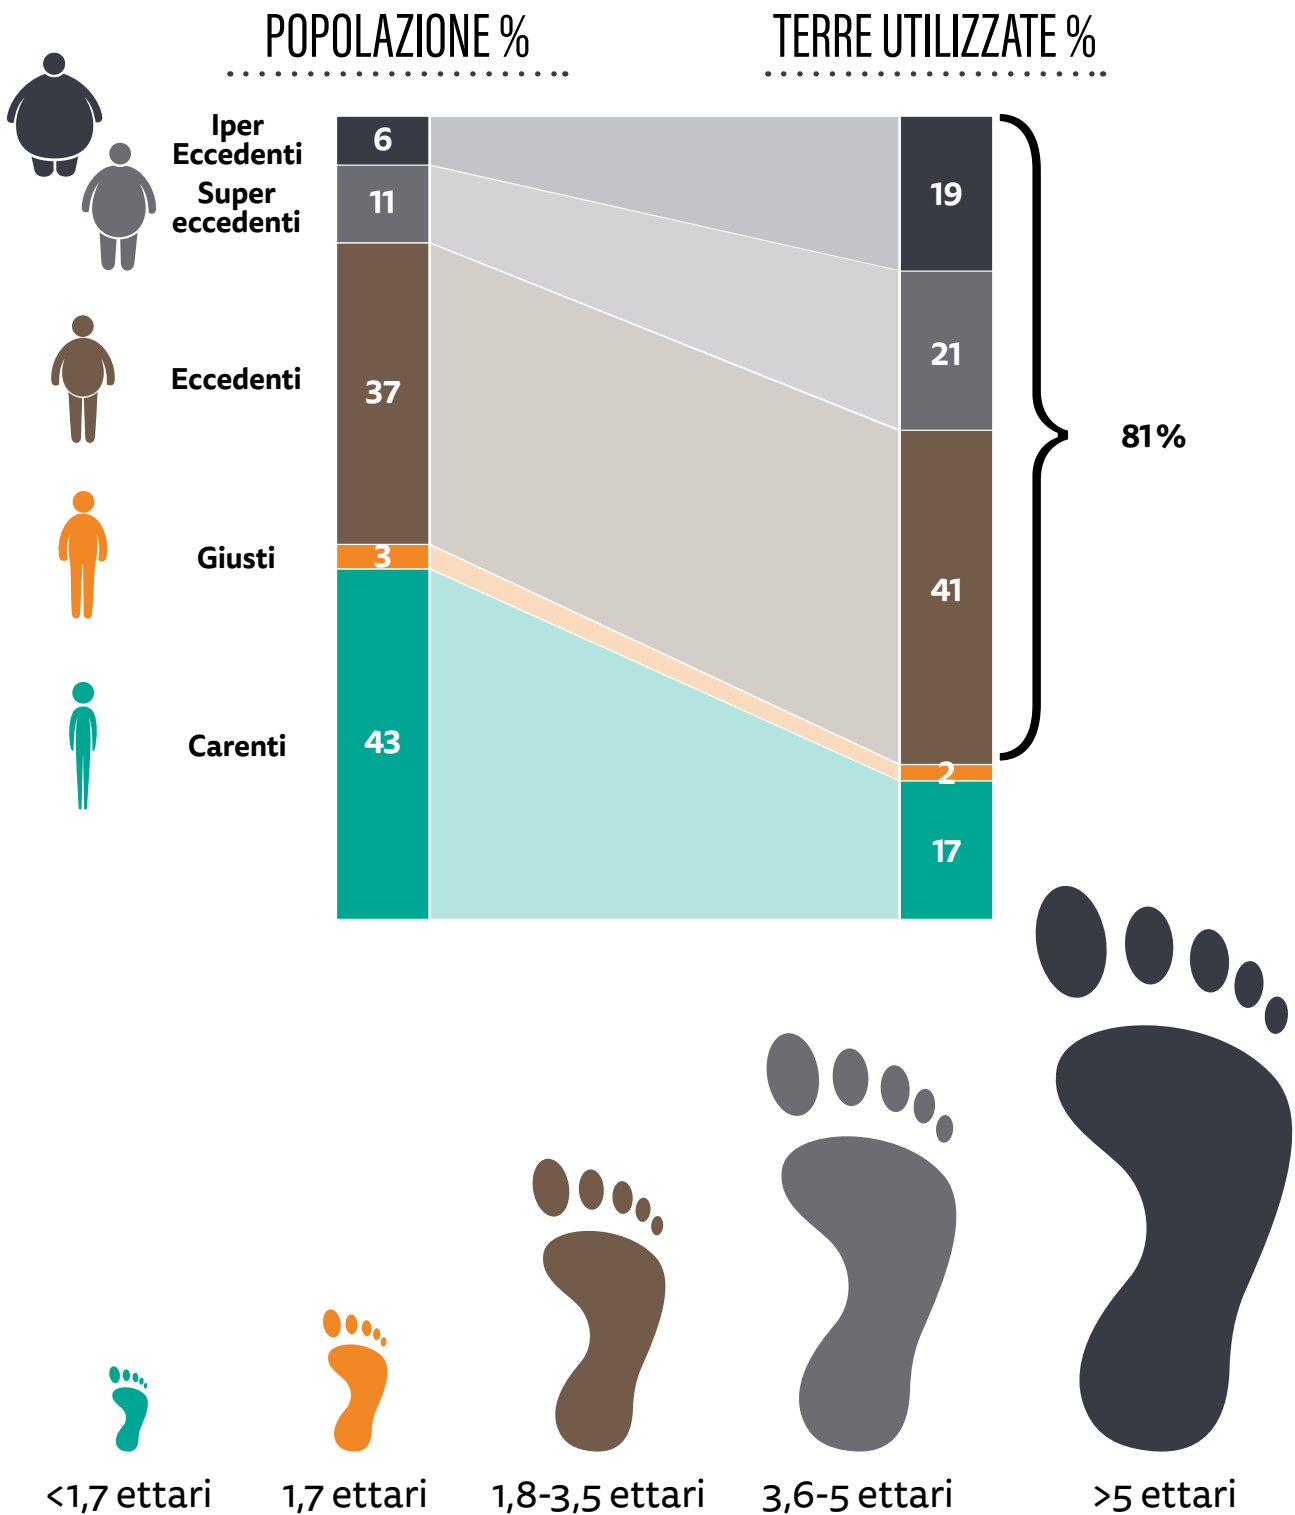 POPOLAZIONE %
TERRE UTILIZZATE %
Iper
Eccedenti
6
19
Super
eccedenti
11
21
Eccedenti
37
41
81%
Giusti
3
2
Carenti
43
17
<1,7 ettari
1,7 ettari
1,8-3,5 ettari
3,6-5 ettari
>5 ettari